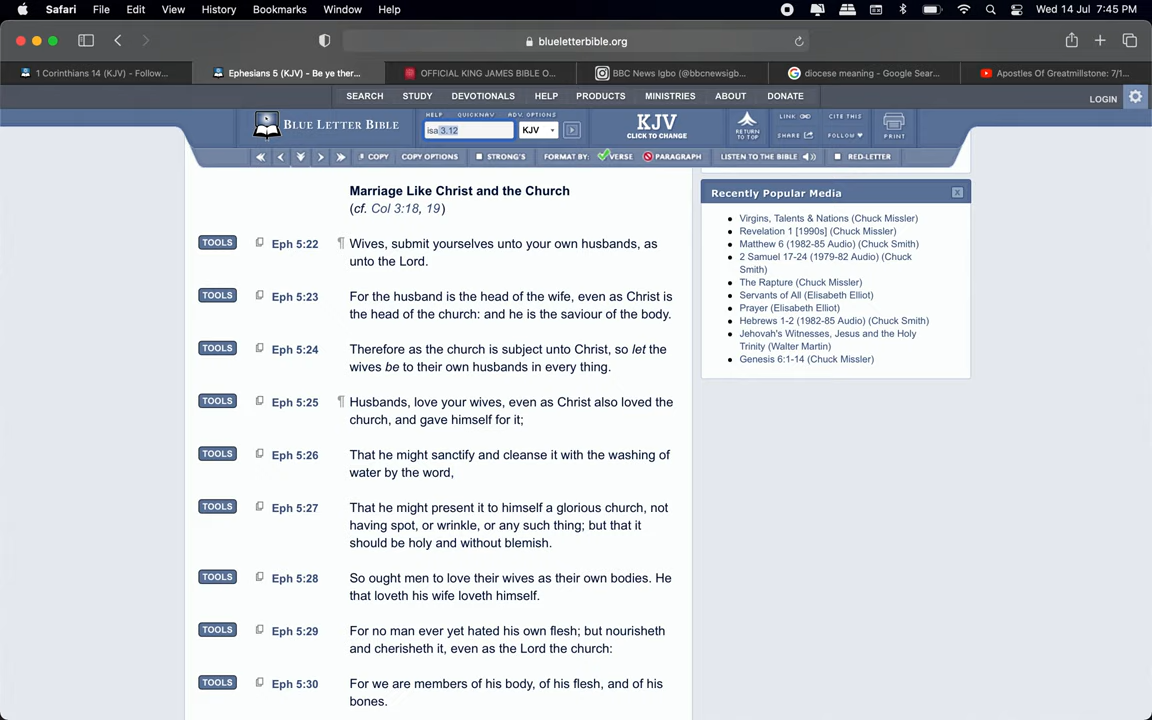 Safari File Edit View History Bookmarks Window Help Wed 14 Jul 7:45 PM
blueletterbible.org
1 Corinthians 14 (KJV) - Follow... Ephesians 5 (KJV) - Be ye ther... OFFICIAL KING JAMES BIBLE O... BBC News Igbo (@bbcnewsigb... diocese meaning - Google Sear... Apostles Of Greatmillstone: 7/1...
SEARCH STUDY DEVOTIONALS HELP PRODUCTS MINISTRIES ABOUT DONATE LOGIN
HELP QUICKNAV ADV. OPTIONS
BLUE LETTER BIBLE isa 3.12 KJV KJV CLICK TO CHANGE RETURN TO TOP LINK CITE THIS SHARE FOLLOW PRINT
COPY COPY OPTIONS STRONG'S FORMAT BY: VERSE PARAGRAPH LISTEN TO THE BIBLE RED-LETTER
Marriage Like Christ and the Church
(cf. Col 3:18, 19)
TOOLS Eph 5:22 ¶ Wives, submit yourselves unto your own husbands, as
unto the Lord.
TOOLS Eph 5:23 For the husband is the head of the wife, even as Christ is
the head of the church: and he is the saviour of the body.
TOOLS Eph 5:24 Therefore as the church is subject unto Christ, so let the
wives be to their own husbands in every thing.
TOOLS Eph 5:25 ¶ Husbands, love your wives, even as Christ also loved the
church, and gave himself for it;
TOOLS Eph 5:26 That he might sanctify and cleanse it with the washing of
water by the word,
TOOLS Eph 5:27 That he might present it to himself a glorious church, not
having spot, or wrinkle, or any such thing; but that it
should be holy and without blemish.
TOOLS Eph 5:28 So ought men to love their wives as their own bodies. He
that loveth his wife loveth himself.
TOOLS Eph 5:29 For no man ever yet hated his own flesh; but nourisheth
and cherisheth it, even as the Lord the church:
TOOLS Eph 5:30 For we are members of his body, of his flesh, and of his
bones.
Recently Popular Media
Virgins, Talents & Nations (Chuck Missler)
Revelation 1 [1990s] (Chuck Missler)
Matthew 6 (1982-85 Audio) (Chuck Smith)
2 Samuel 17-24 (1979-82 Audio) (Chuck
Smith)
The Rapture (Chuck Missler)
Servants of All (Elisabeth Elliot)
Prayer (Elisabeth Elliot)
Hebrews 1-2 (1982-85 Audio) (Chuck Smith)
Jehovah's Witnesses, Jesus and the Holy
Trinity (Walter Martin)
Genesis 6:1-14 (Chuck Missler)